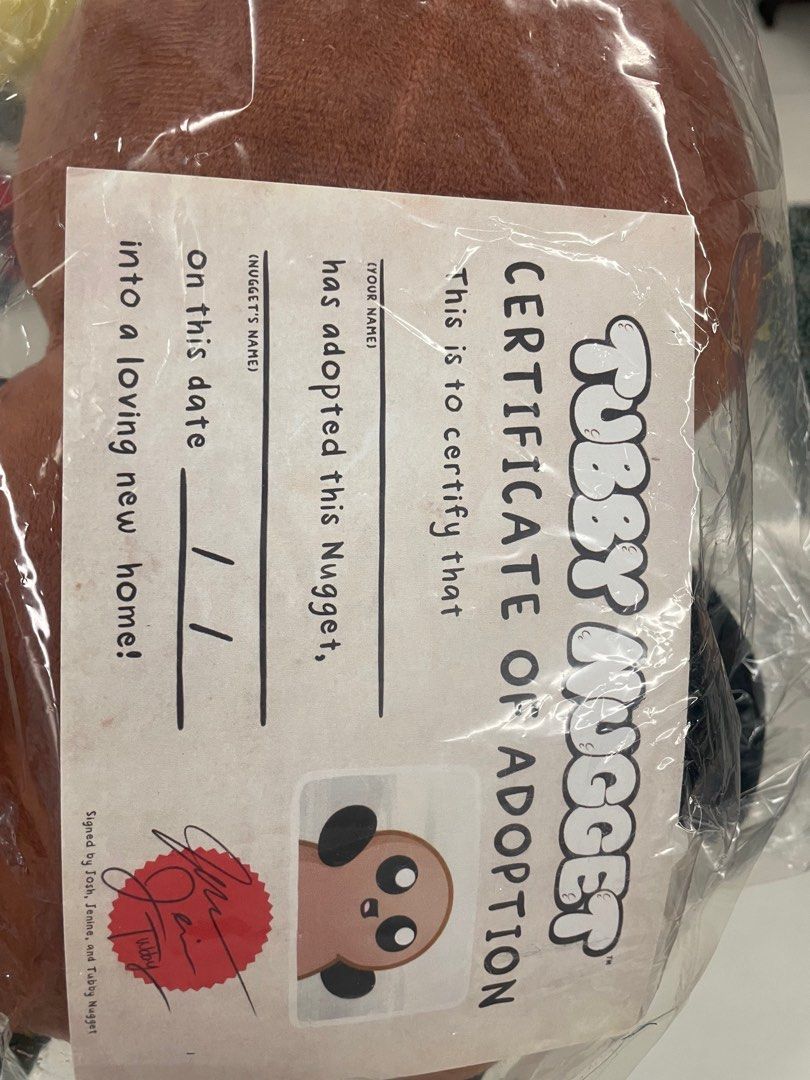 TUBBY NUGGET™
CERTIFICATE OF ADOPTION
This is to certify that
(YOUR NAME)
has adopted this Nugget,
(NUGGET'S NAME)
on this date / /
into a loving new home!
Tubby
Signed by Josh, Jenine, and Tubby Nugget